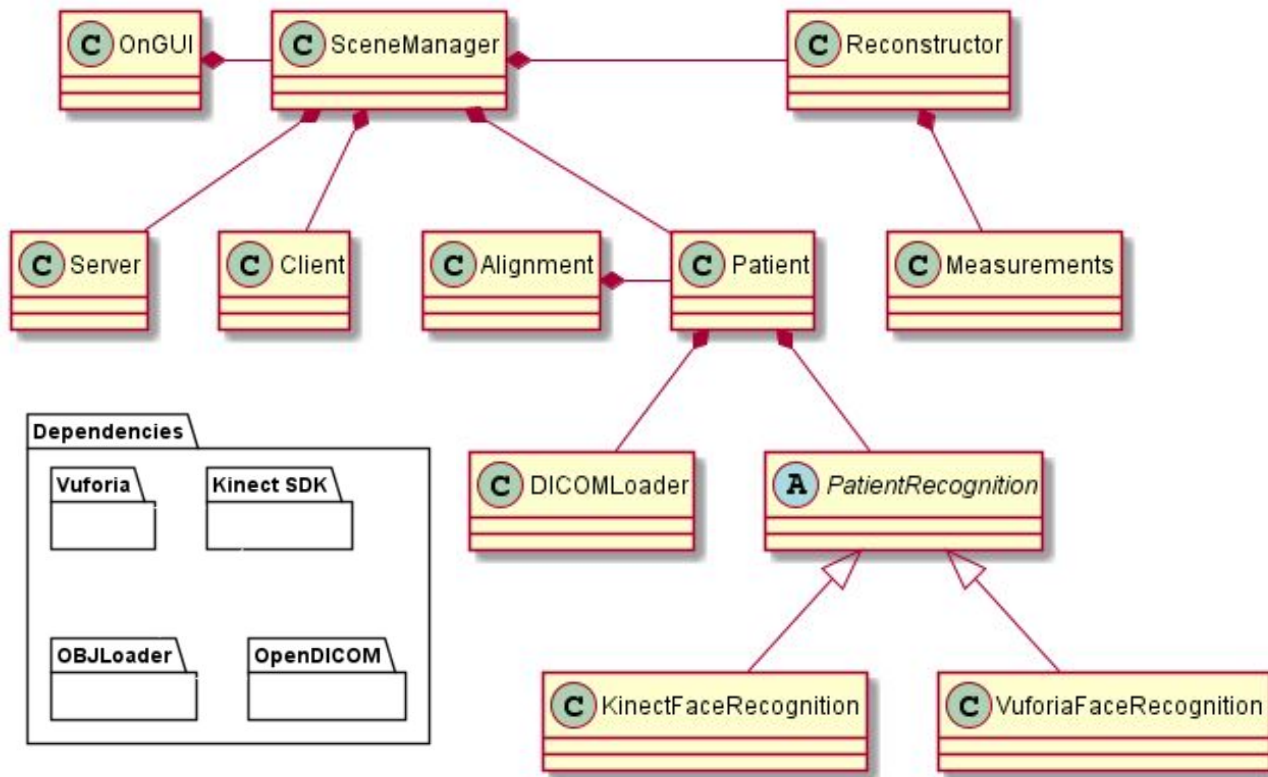 C OnGUI
C SceneManager
C Reconstructor
C Server
C Client
C Alignment
C Patient
C Measurements
Dependencies
Vuforia
Kinect SDK
OBJLoader
OpenDICOM
C DICOMLoader
A PatientRecognition
C KinectFaceRecognition
C VuforiaFaceRecognition